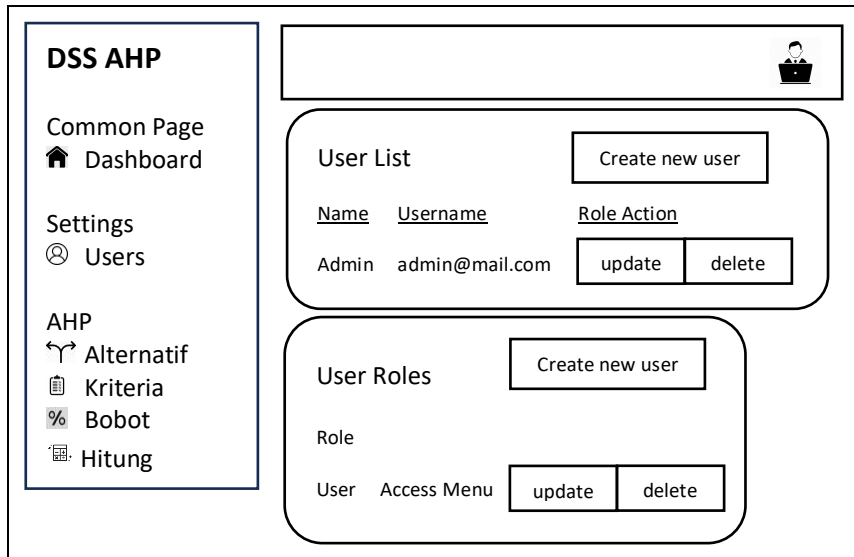 DSS AHP
Common Page
Dashboard
Settings
Users
AHP
Alternatif
Kriteria
% Bobot
Hitung
User List
Create new user
Name Username Role Action
Admin admin@mail.com update delete
User Roles
Create new user
Role
User Access Menu update delete